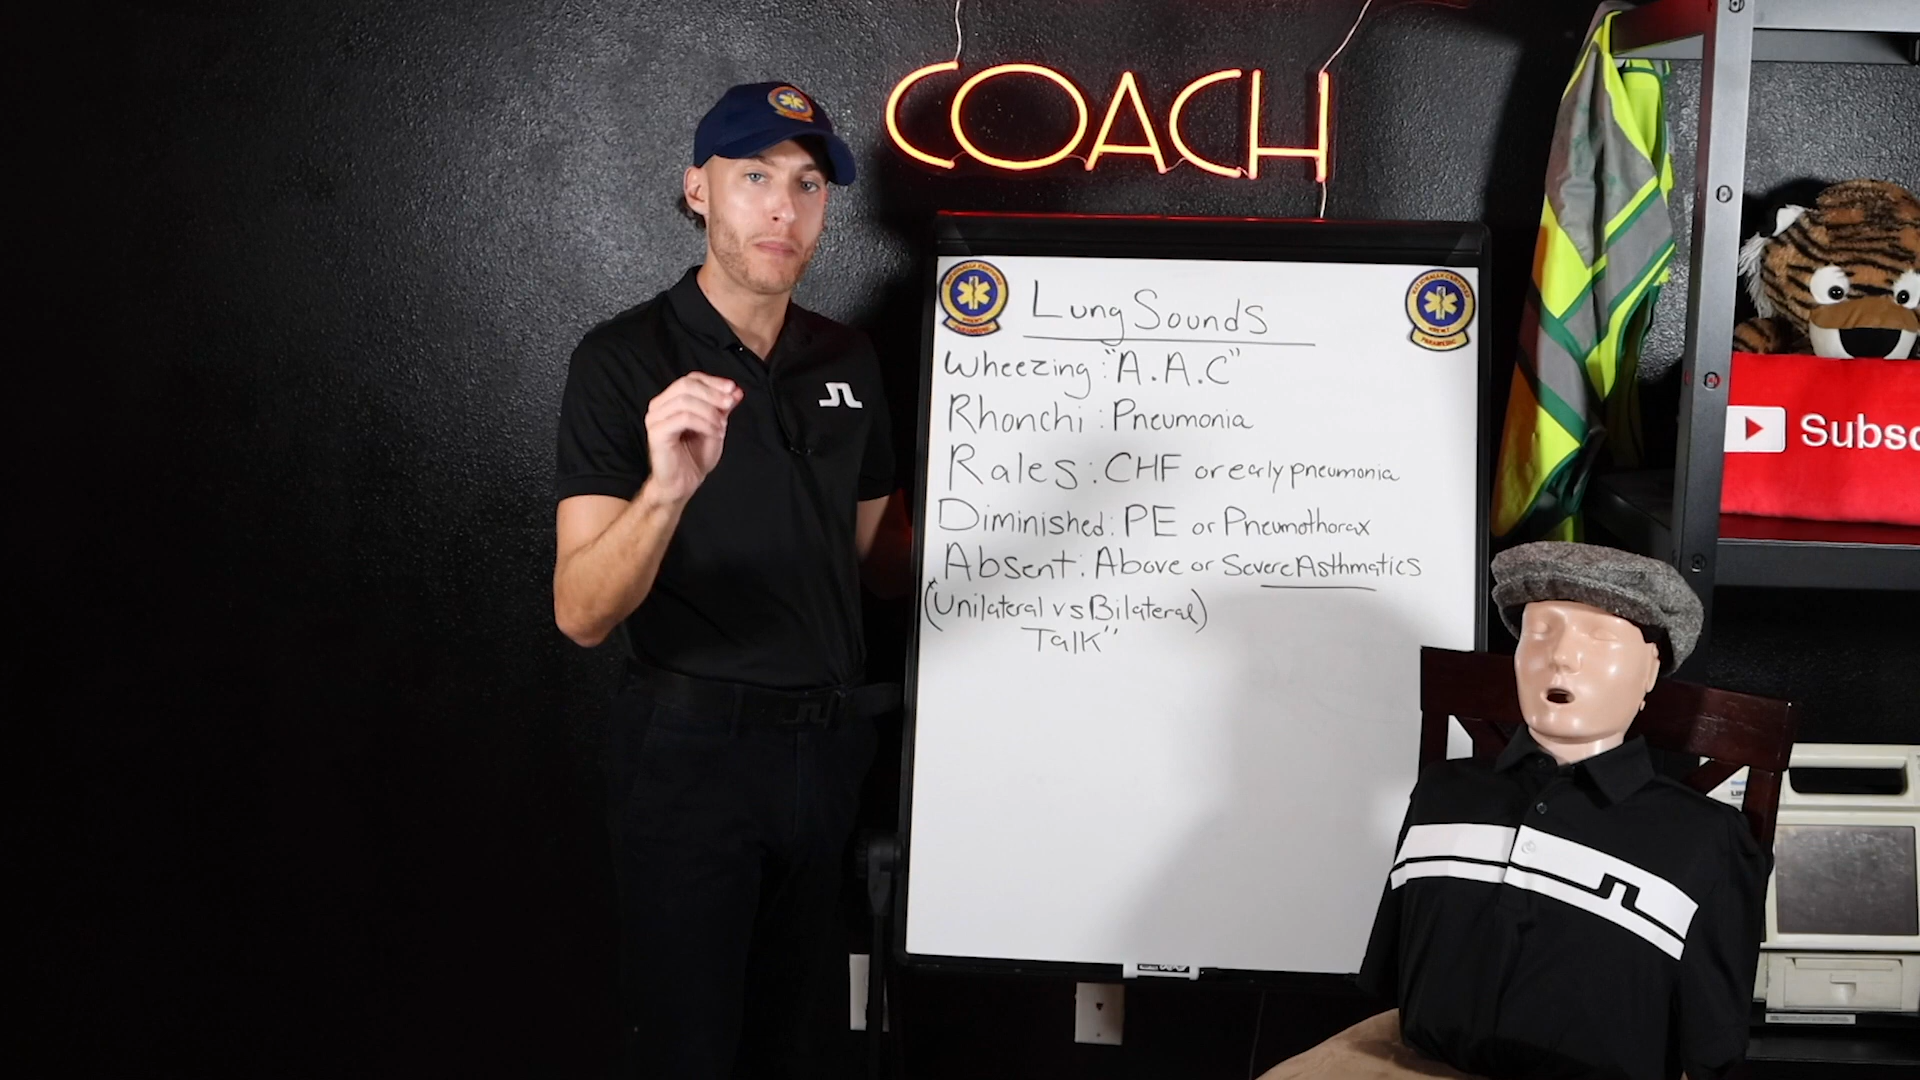 COACH
Lung Sounds
Wheezing: "A.A.C"
Rhonchi: Pneumonia
Rales: CHF or early pneumonia
Diminished: PE or Pneumothorax
Absent: Above or Severe Asthmatics
(Unilateral vs Bilateral)
Talk"
Subsc